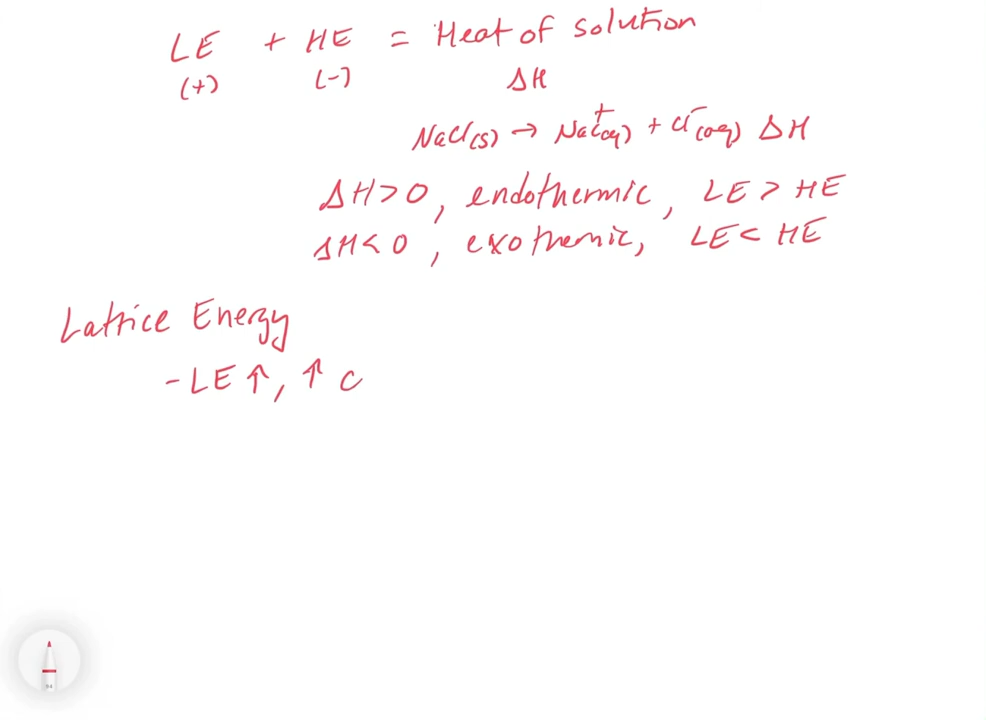 LE + HE = Heat of solution
(+) (-) ΔH
NaCl(s) → Na⁺(aq) + Cl⁻(aq) ΔH
ΔH > 0, endothermic, LE > HE
ΔH < 0, exothemic, LE < HE
Lattice Energy
- LE ↑, ↑ c